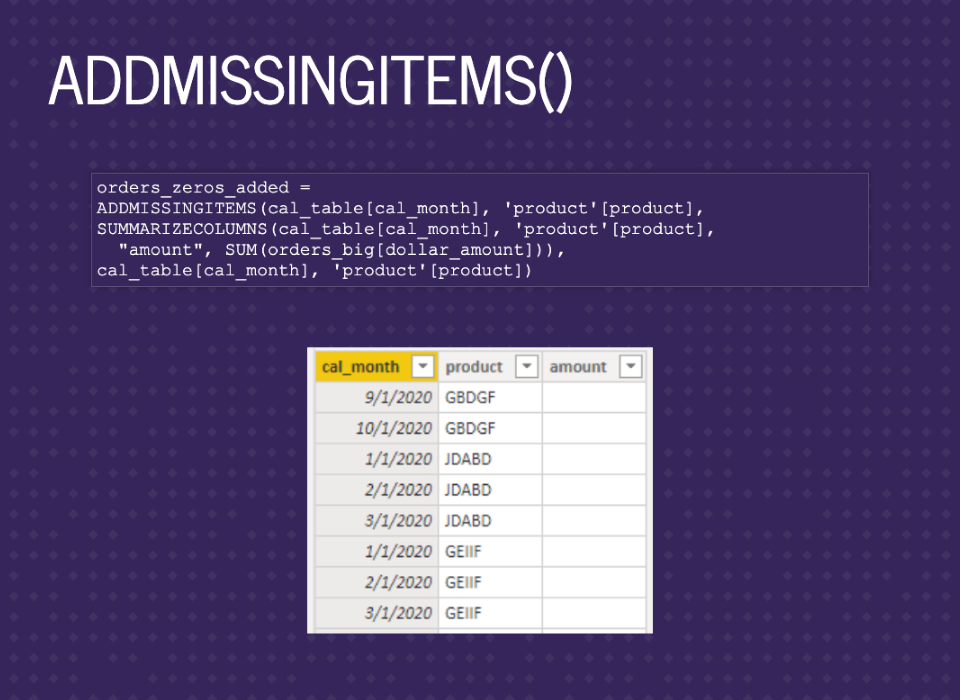 ADDMISSINGITEMS()
orders_zeros_added =
ADDMISSINGITEMS(cal_table[cal_month], 'product'[product],
SUMMARIZECOLUMNS(cal_table[cal_month], 'product'[product],
"amount", SUM(orders_big[dollar_amount])),
cal_table[cal_month], 'product'[product])
cal_month product amount
9/1/2020 GBDGF
10/1/2020 GBDGF
1/1/2020 JDABD
2/1/2020 JDABD
3/1/2020 JDABD
1/1/2020 GEIIF
2/1/2020 GEIIF
3/1/2020 GEIIF